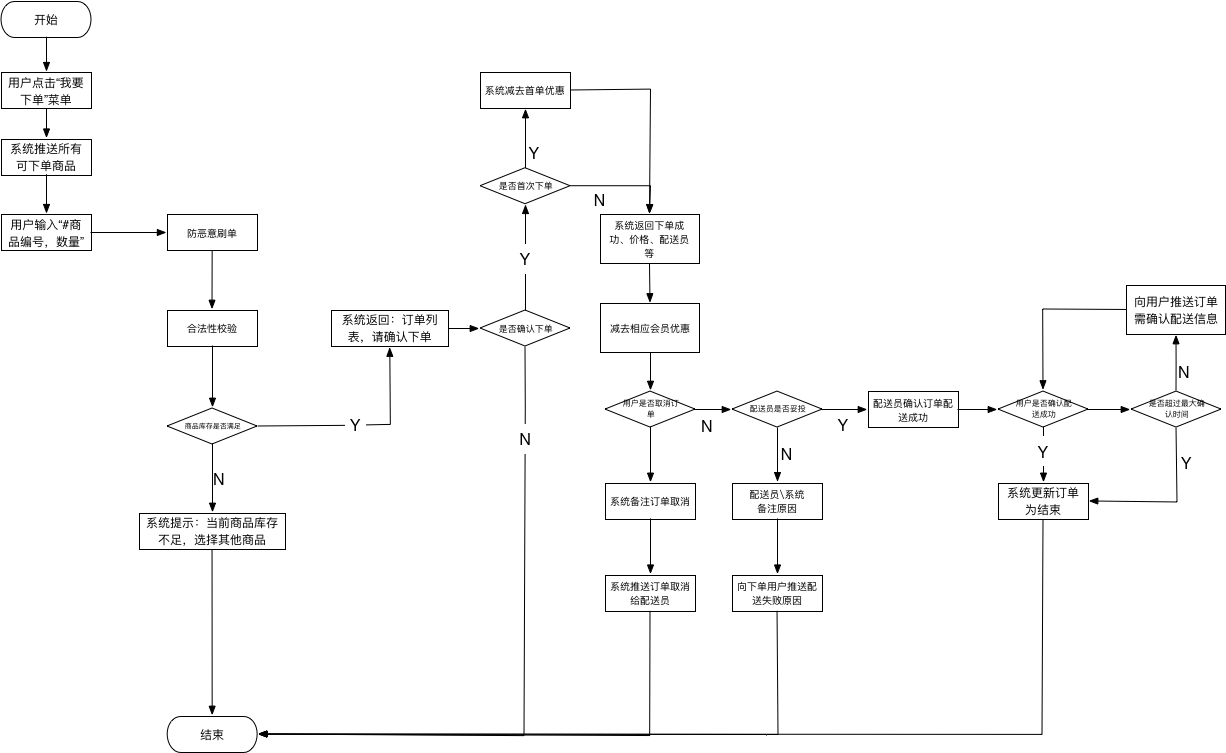 开始
用户点击“我要
下单”菜单
系统推送所有
可下单商品
用户输入“#商
品编号，数量”
防恶意刷单
合法性校验
商品库存是否满足
Y
N
系统提示：当前商品库存
不足，选择其他商品
系统返回：订单列
表，请确认下单
是否确认下单
Y
N
是否首次下单
Y
N
系统减去首单优惠
系统返回下单成
功、价格、配送员
等
减去相应会员优惠
用户是否取消订
单
N
系统备注订单取消
系统推送订单取消
给配送员
配送员是否妥投
Y
N
配送员\系统
备注原因
向下单用户推送配
送失败原因
配送员确认订单配
送成功
用户是否确认配
送成功
Y
是否超过最大确
认时间
N
Y
向用户推送订单
需确认配送信息
系统更新订单
为结束
结束